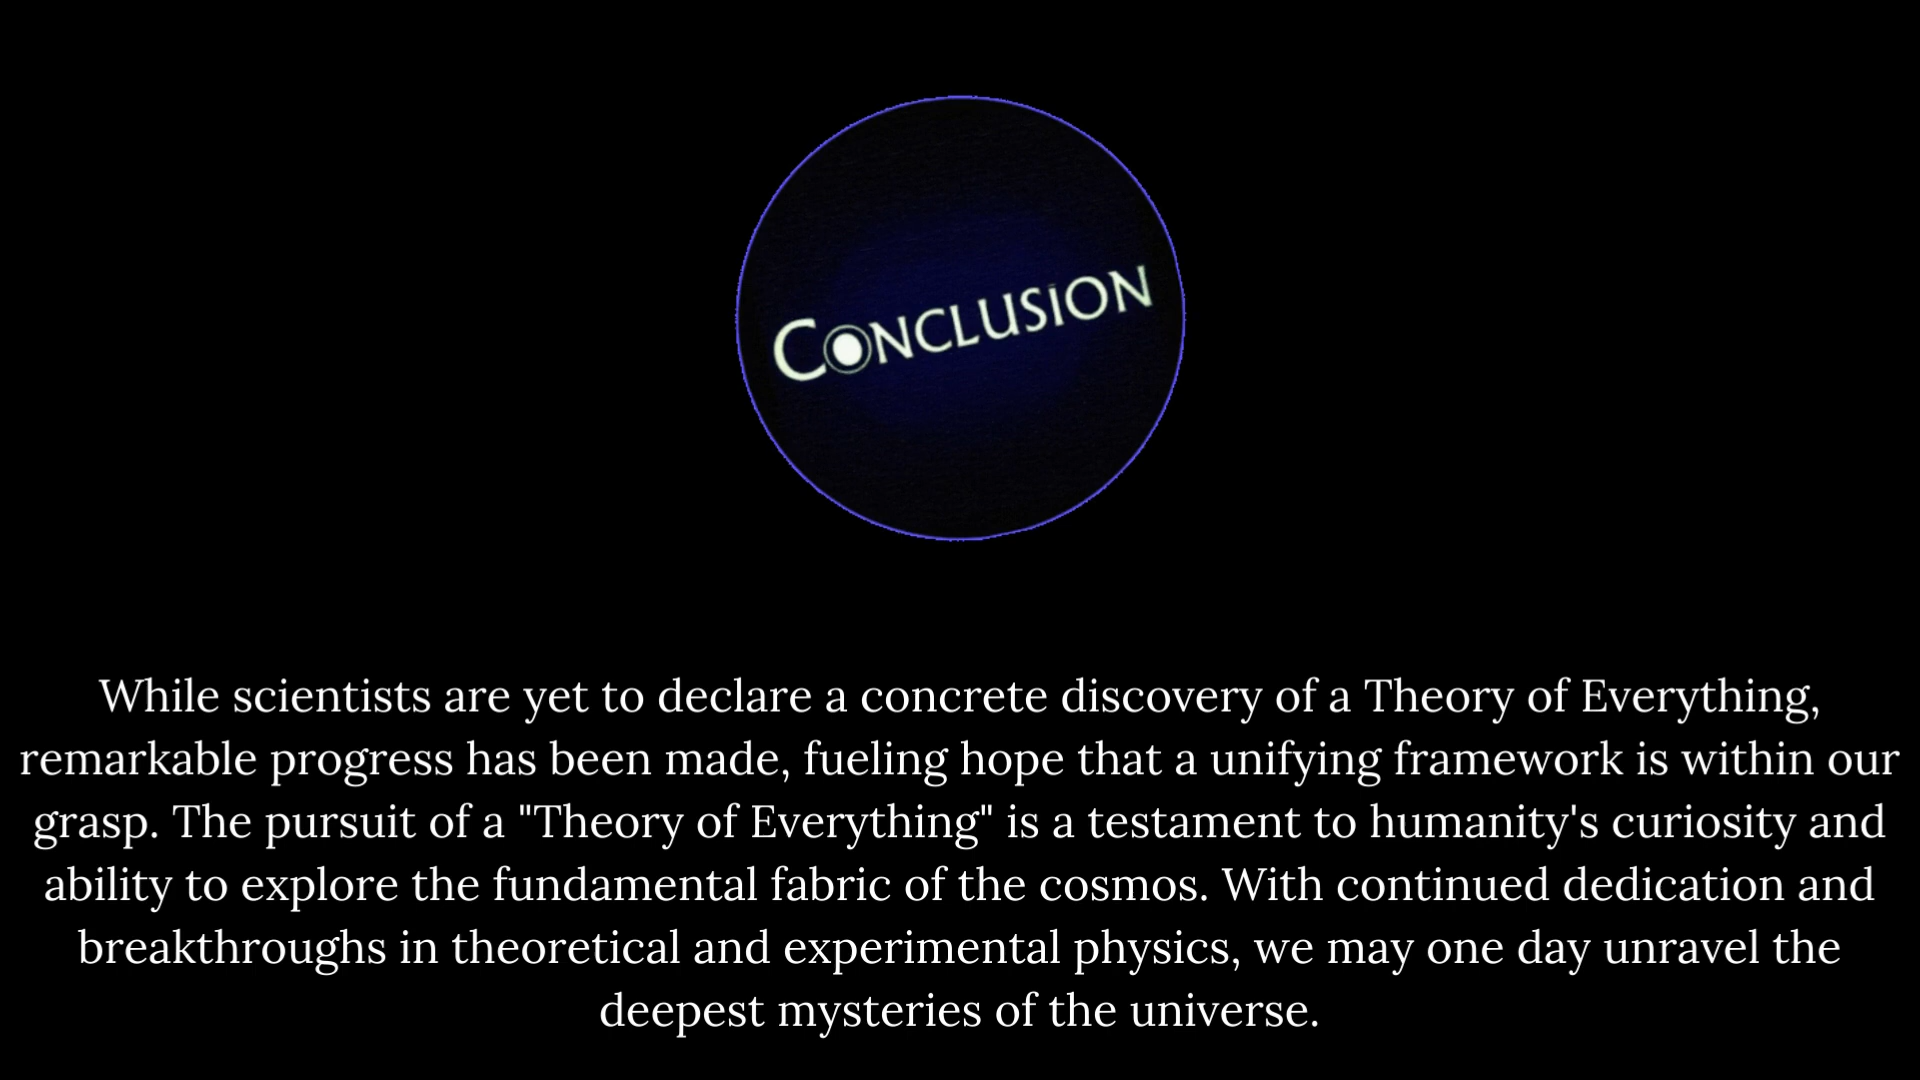 CONCLUSION
While scientists are yet to declare a concrete discovery of a Theory of Everything,
remarkable progress has been made, fueling hope that a unifying framework is within our
grasp. The pursuit of a "Theory of Everything" is a testament to humanity's curiosity and
ability to explore the fundamental fabric of the cosmos. With continued dedication and
breakthroughs in theoretical and experimental physics, we may one day unravel the
deepest mysteries of the universe.